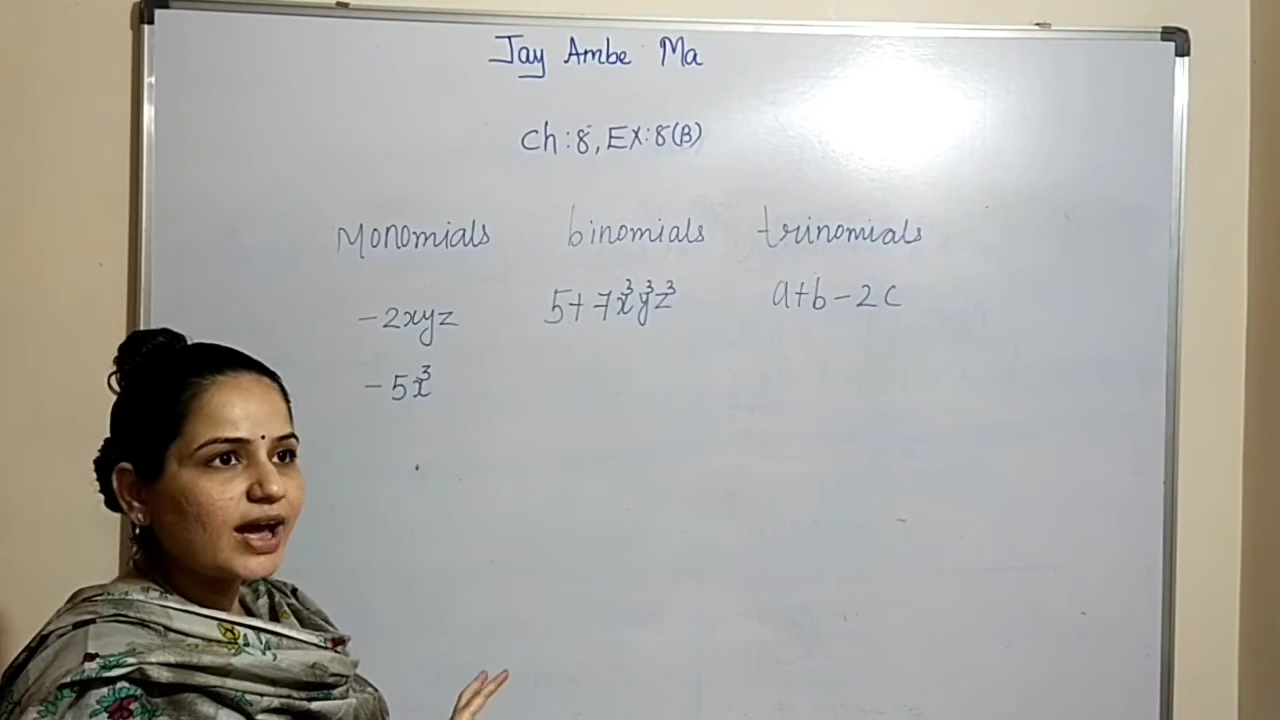 Jay Ambe Ma
Ch:8, Ex:8(B)
Monomials binomials trinomials
-2xyz 5+7x³y³z³ a+b-2c
-5x³